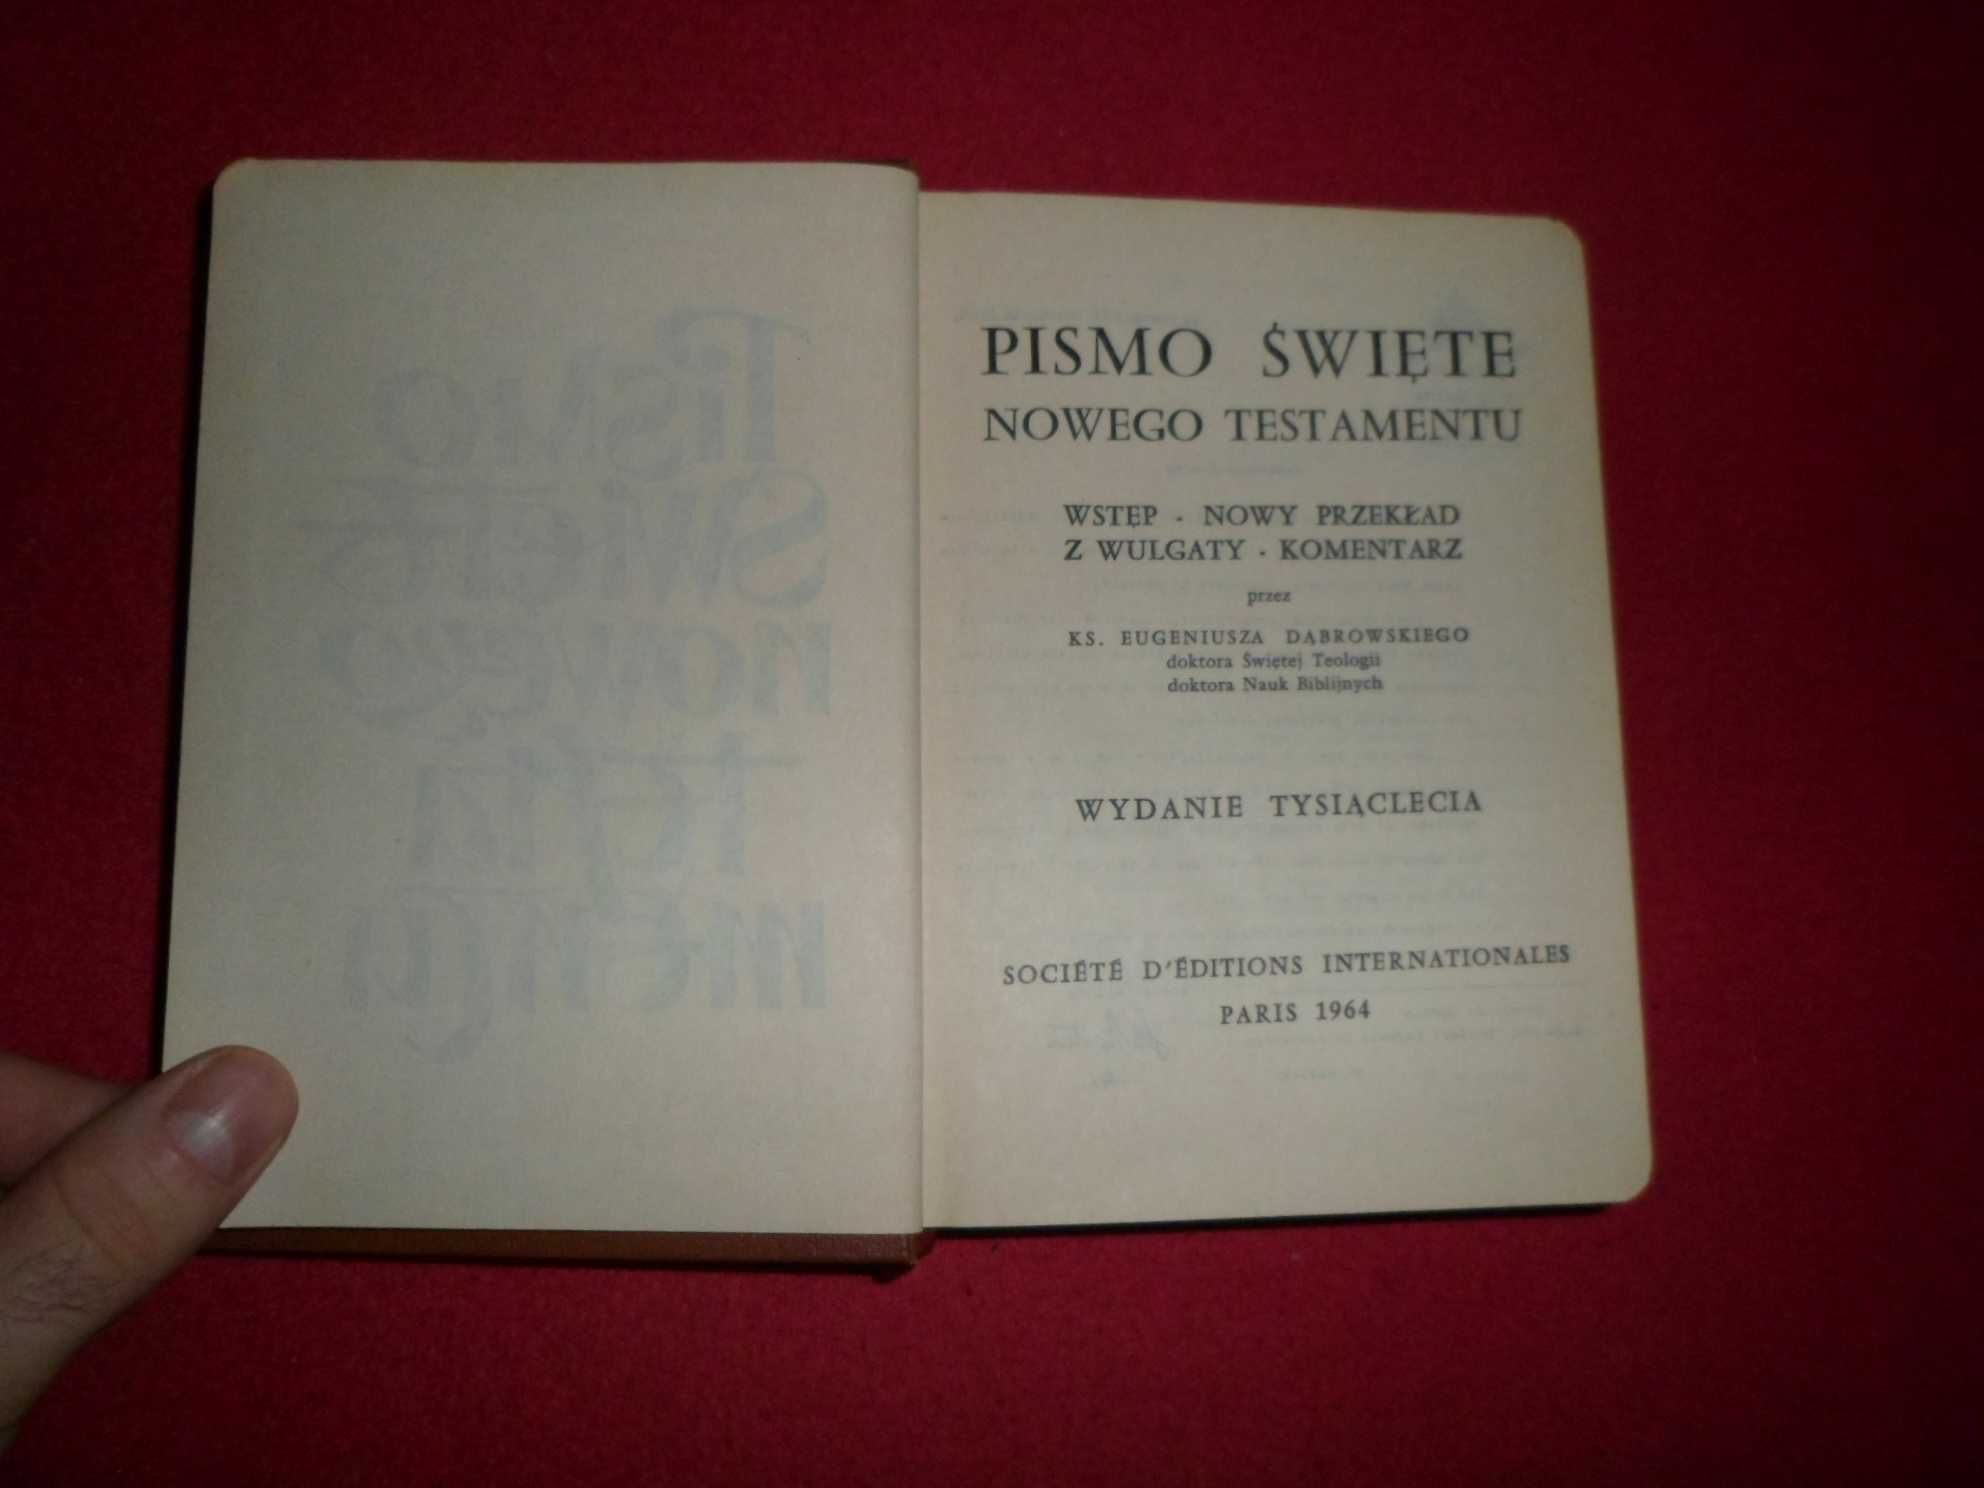 PISMO ŚWIĘTE
NOWEGO TESTAMENTU
WSTĘP · NOWY PRZEKŁAD
Z WULGATY · KOMENTARZ
przez
KS. EUGENIUSZA DĄBROWSKIEGO
doktora Świętej Teologii
doktora Nauk Biblijnych
WYDANIE TYSIĄCLECIA
SOCIÉTÉ D'ÉDITIONS INTERNATIONALES
PARIS 1964